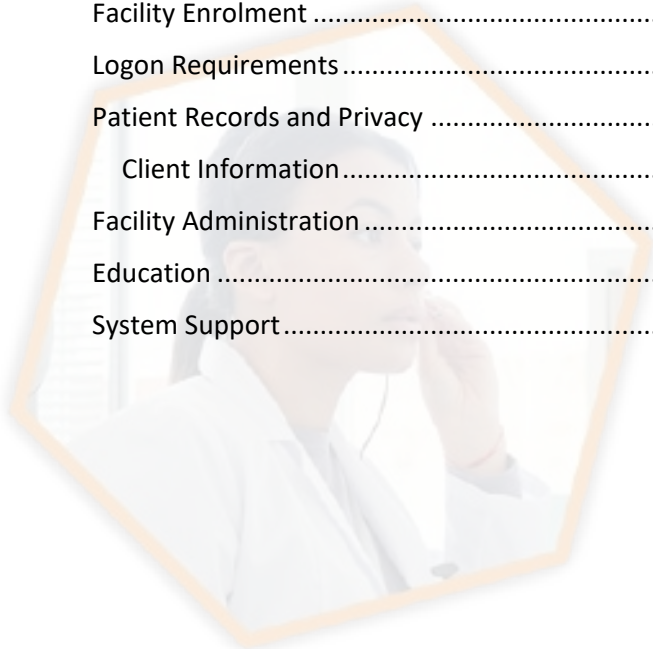 Facility Enrolment ..............................................................
Logon Requirements..........................................................
Patient Records and Privacy ..........................................
Client Information.........................................................
Facility Administration ......................................................
Education ............................................................................
System Support...................................................................